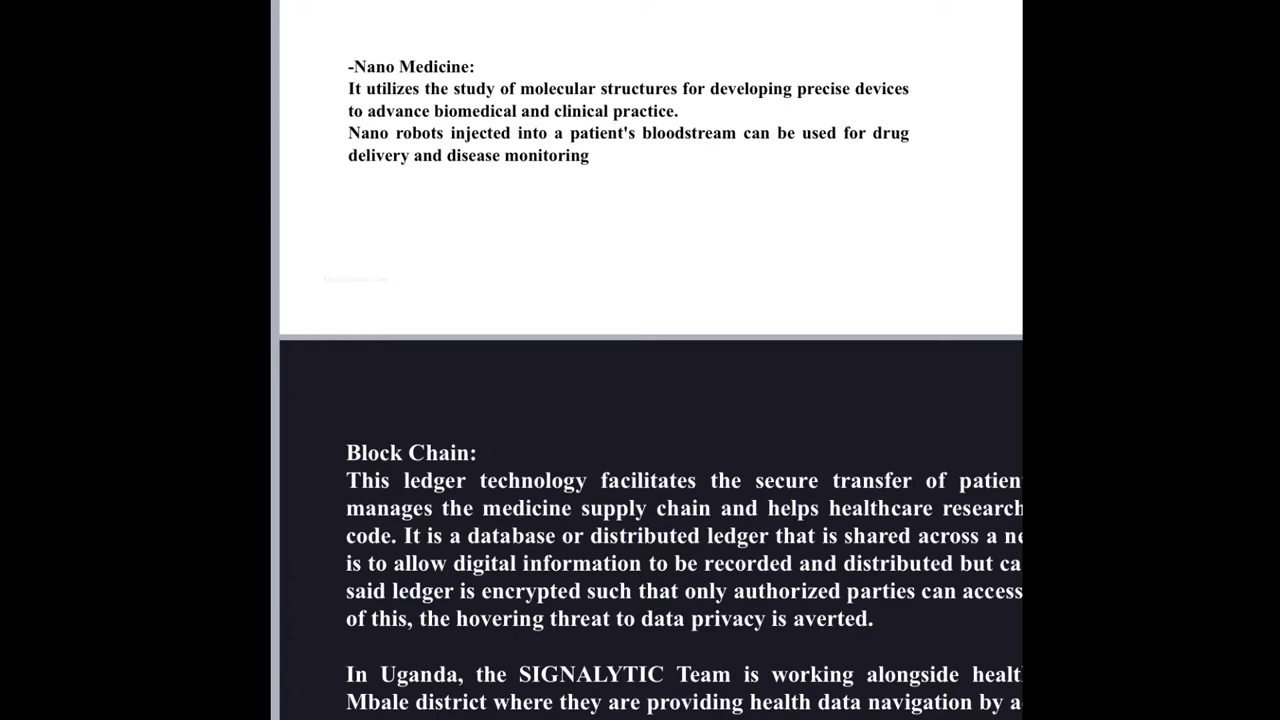 -Nano Medicine:
It utilizes the study of molecular structures for developing precise devices
to advance biomedical and clinical practice.
Nano robots injected into a patient's bloodstream can be used for drug
delivery and disease monitoring
Block Chain:
This ledger technology facilitates the secure transfer of patien
manages the medicine supply chain and helps healthcare research
code. It is a database or distributed ledger that is shared across a ne
is to allow digital information to be recorded and distributed but ca
said ledger is encrypted such that only authorized parties can access
of this, the hovering threat to data privacy is averted.
In Uganda, the SIGNALYTIC Team is working alongside healt
Mbale district where they are providing health data navigation by a